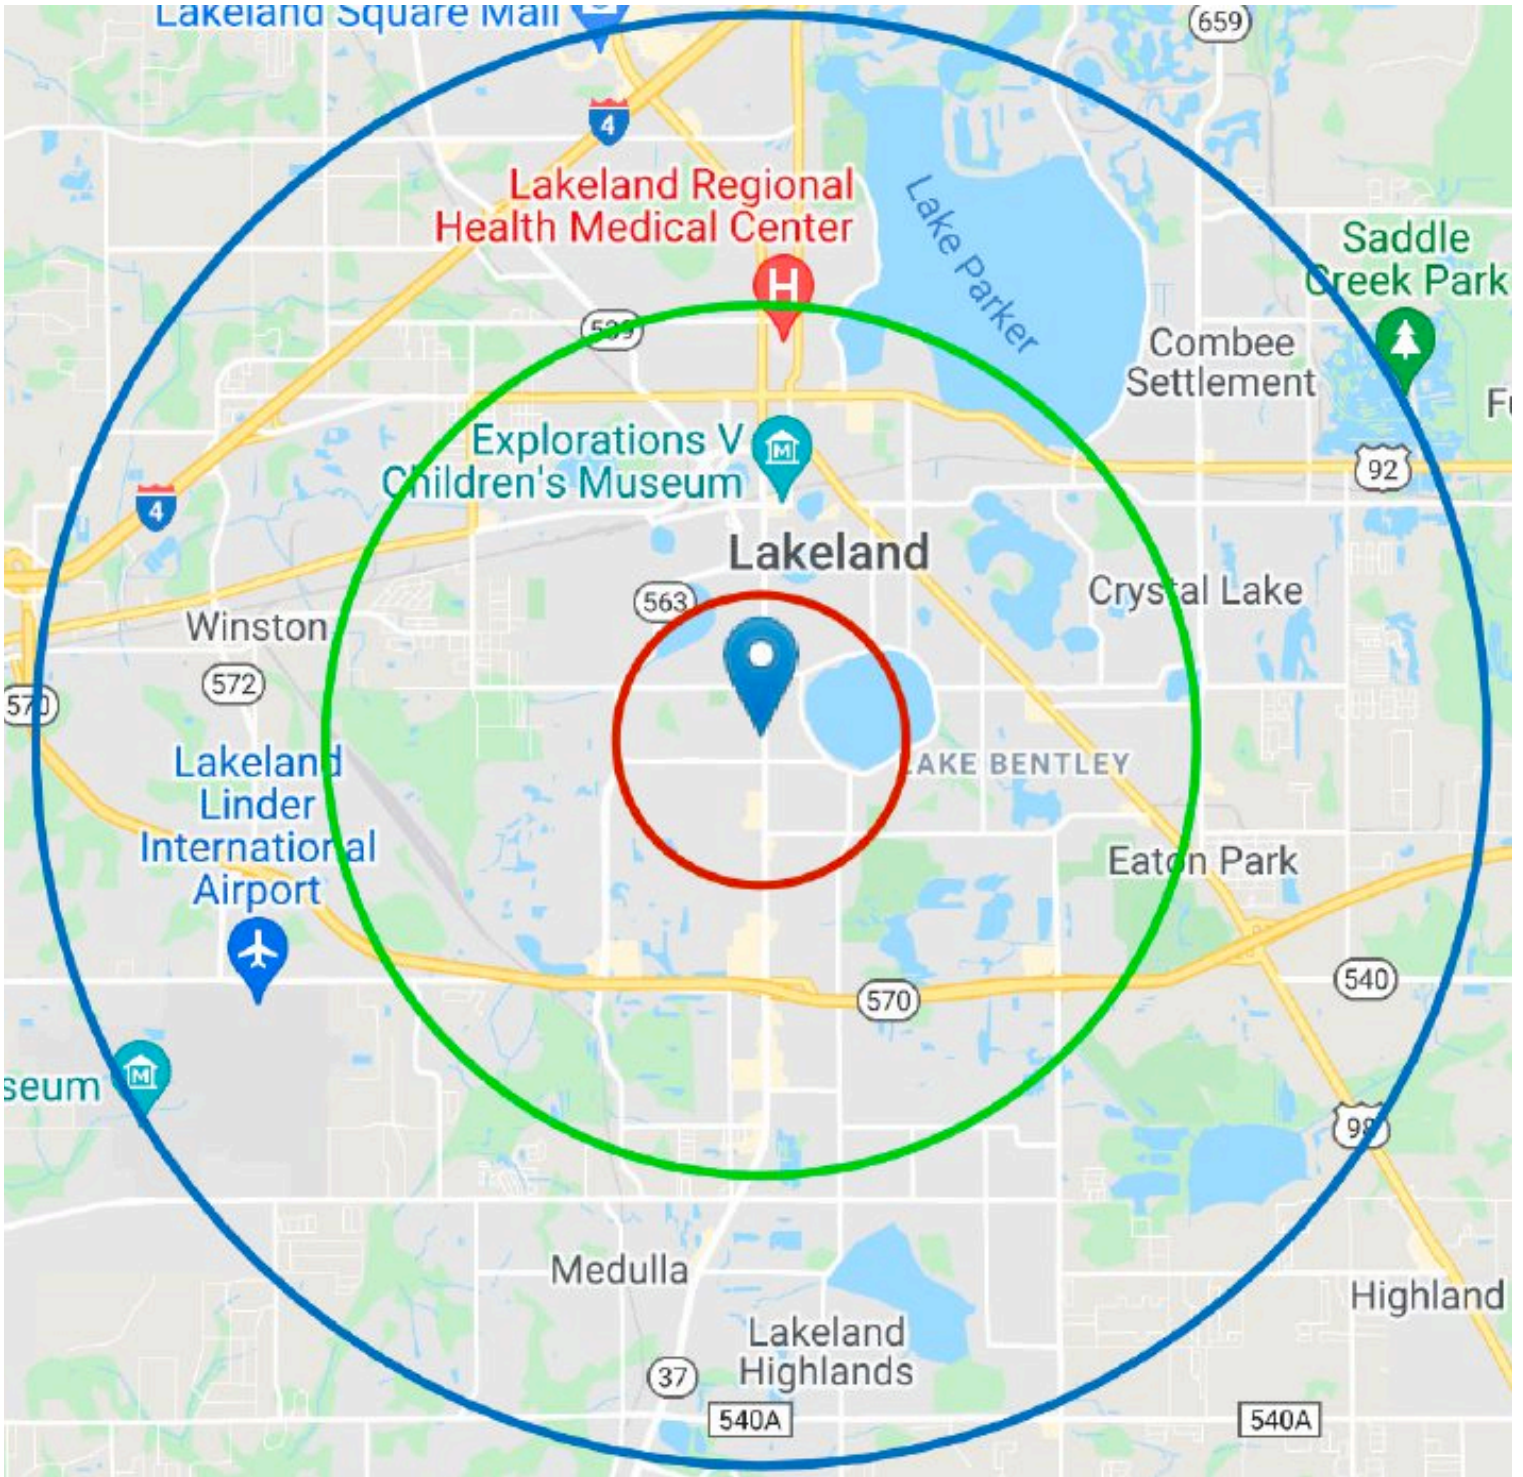 Lakeland Square Mall
659
4
Lakeland Regional
Health Medical Center
H
Lake Parker
Saddle
Creek Park
539
Combee
Settlement
Explorations V
Children's Museum
M
92
4
Lakeland
563
Crystal Lake
Winston
572
570
LAKE BENTLEY
Lakeland
Linder
International
Airport
Eaton Park
570
540
seum
M
98
Medulla
Highland
Lakeland
Highlands
37
540A
540A